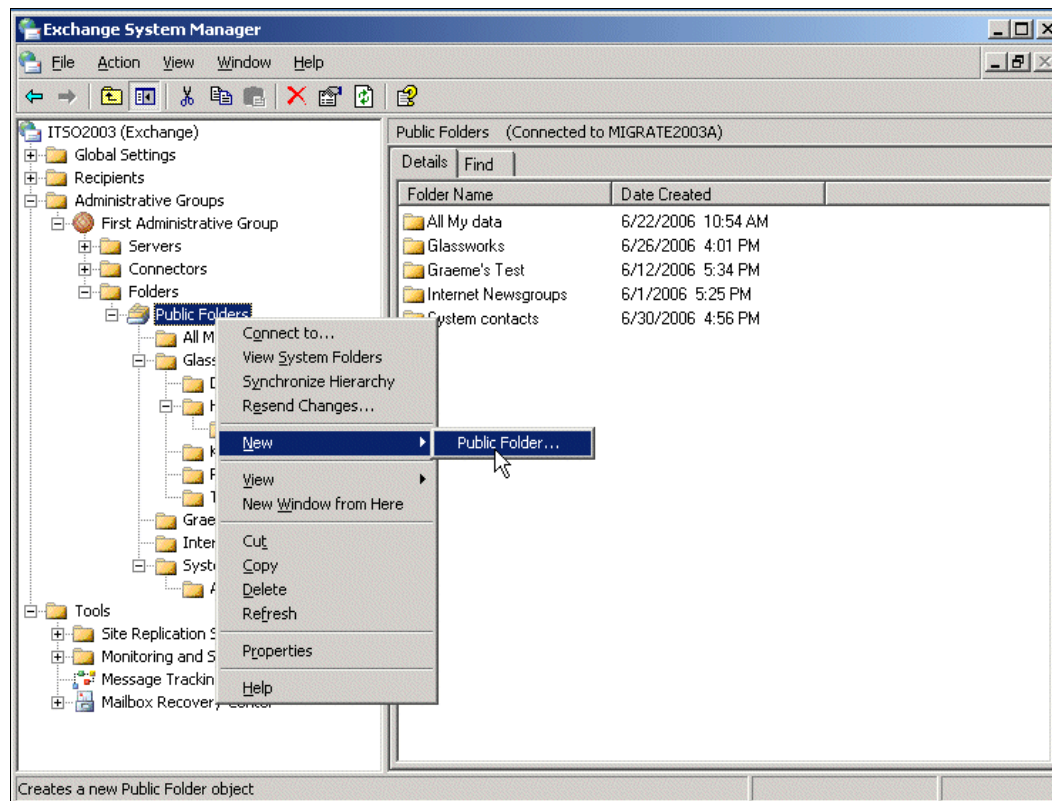 Exchange System Manager
File Action View Window Help
ITSO2003 (Exchange)
Global Settings
Recipients
Administrative Groups
First Administrative Group
Servers
Connectors
Folders
Public Folders
All M
Glass
Grae
Inter
Syste
Tools
Site Replication S
Monitoring and S
Message Trackin
Mailbox Recovery
Connect to...
View System Folders
Synchronize Hierarchy
Resend Changes...
New
View
New Window from Here
Cut
Copy
Delete
Refresh
Properties
Help
Public Folder...
Public Folders (Connected to MIGRATE2003A)
Details Find
Folder Name Date Created
All My data 6/22/2006 10:54 AM
Glassworks 6/26/2006 4:01 PM
Graeme's Test 6/12/2006 5:34 PM
Internet Newsgroups 6/1/2006 5:25 PM
System contacts 6/30/2006 4:56 PM
Creates a new Public Folder object